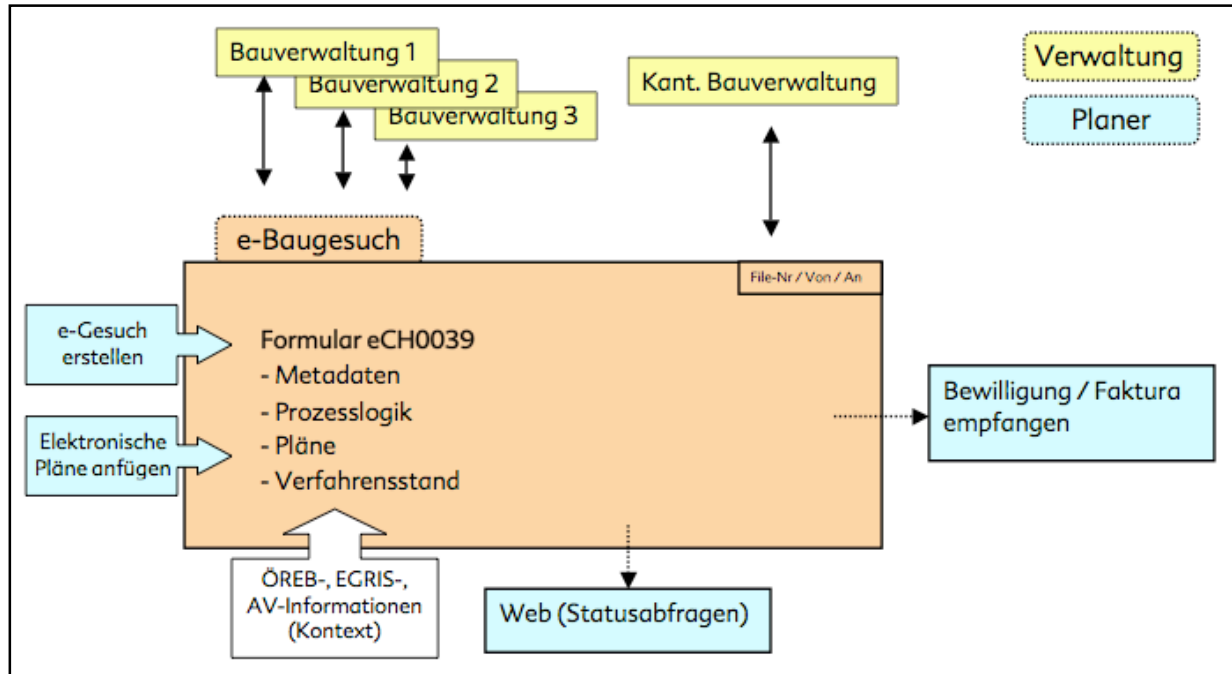 Bauverwaltung 1
Bauverwaltung 2
Bauverwaltung 3
Kant. Bauverwaltung
Verwaltung
Planer
e-Baugesuch
File-Nr / Von / An
e-Gesuch
erstellen
Formular eCH0039
- Metadaten
- Prozesslogik
- Pläne
- Verfahrensstand
Elektronische
Pläne anfügen
Bewilligung / Faktura
empfangen
ÖREB-, EGRIS-,
AV-Informationen
(Kontext)
Web (Statusabfragen)